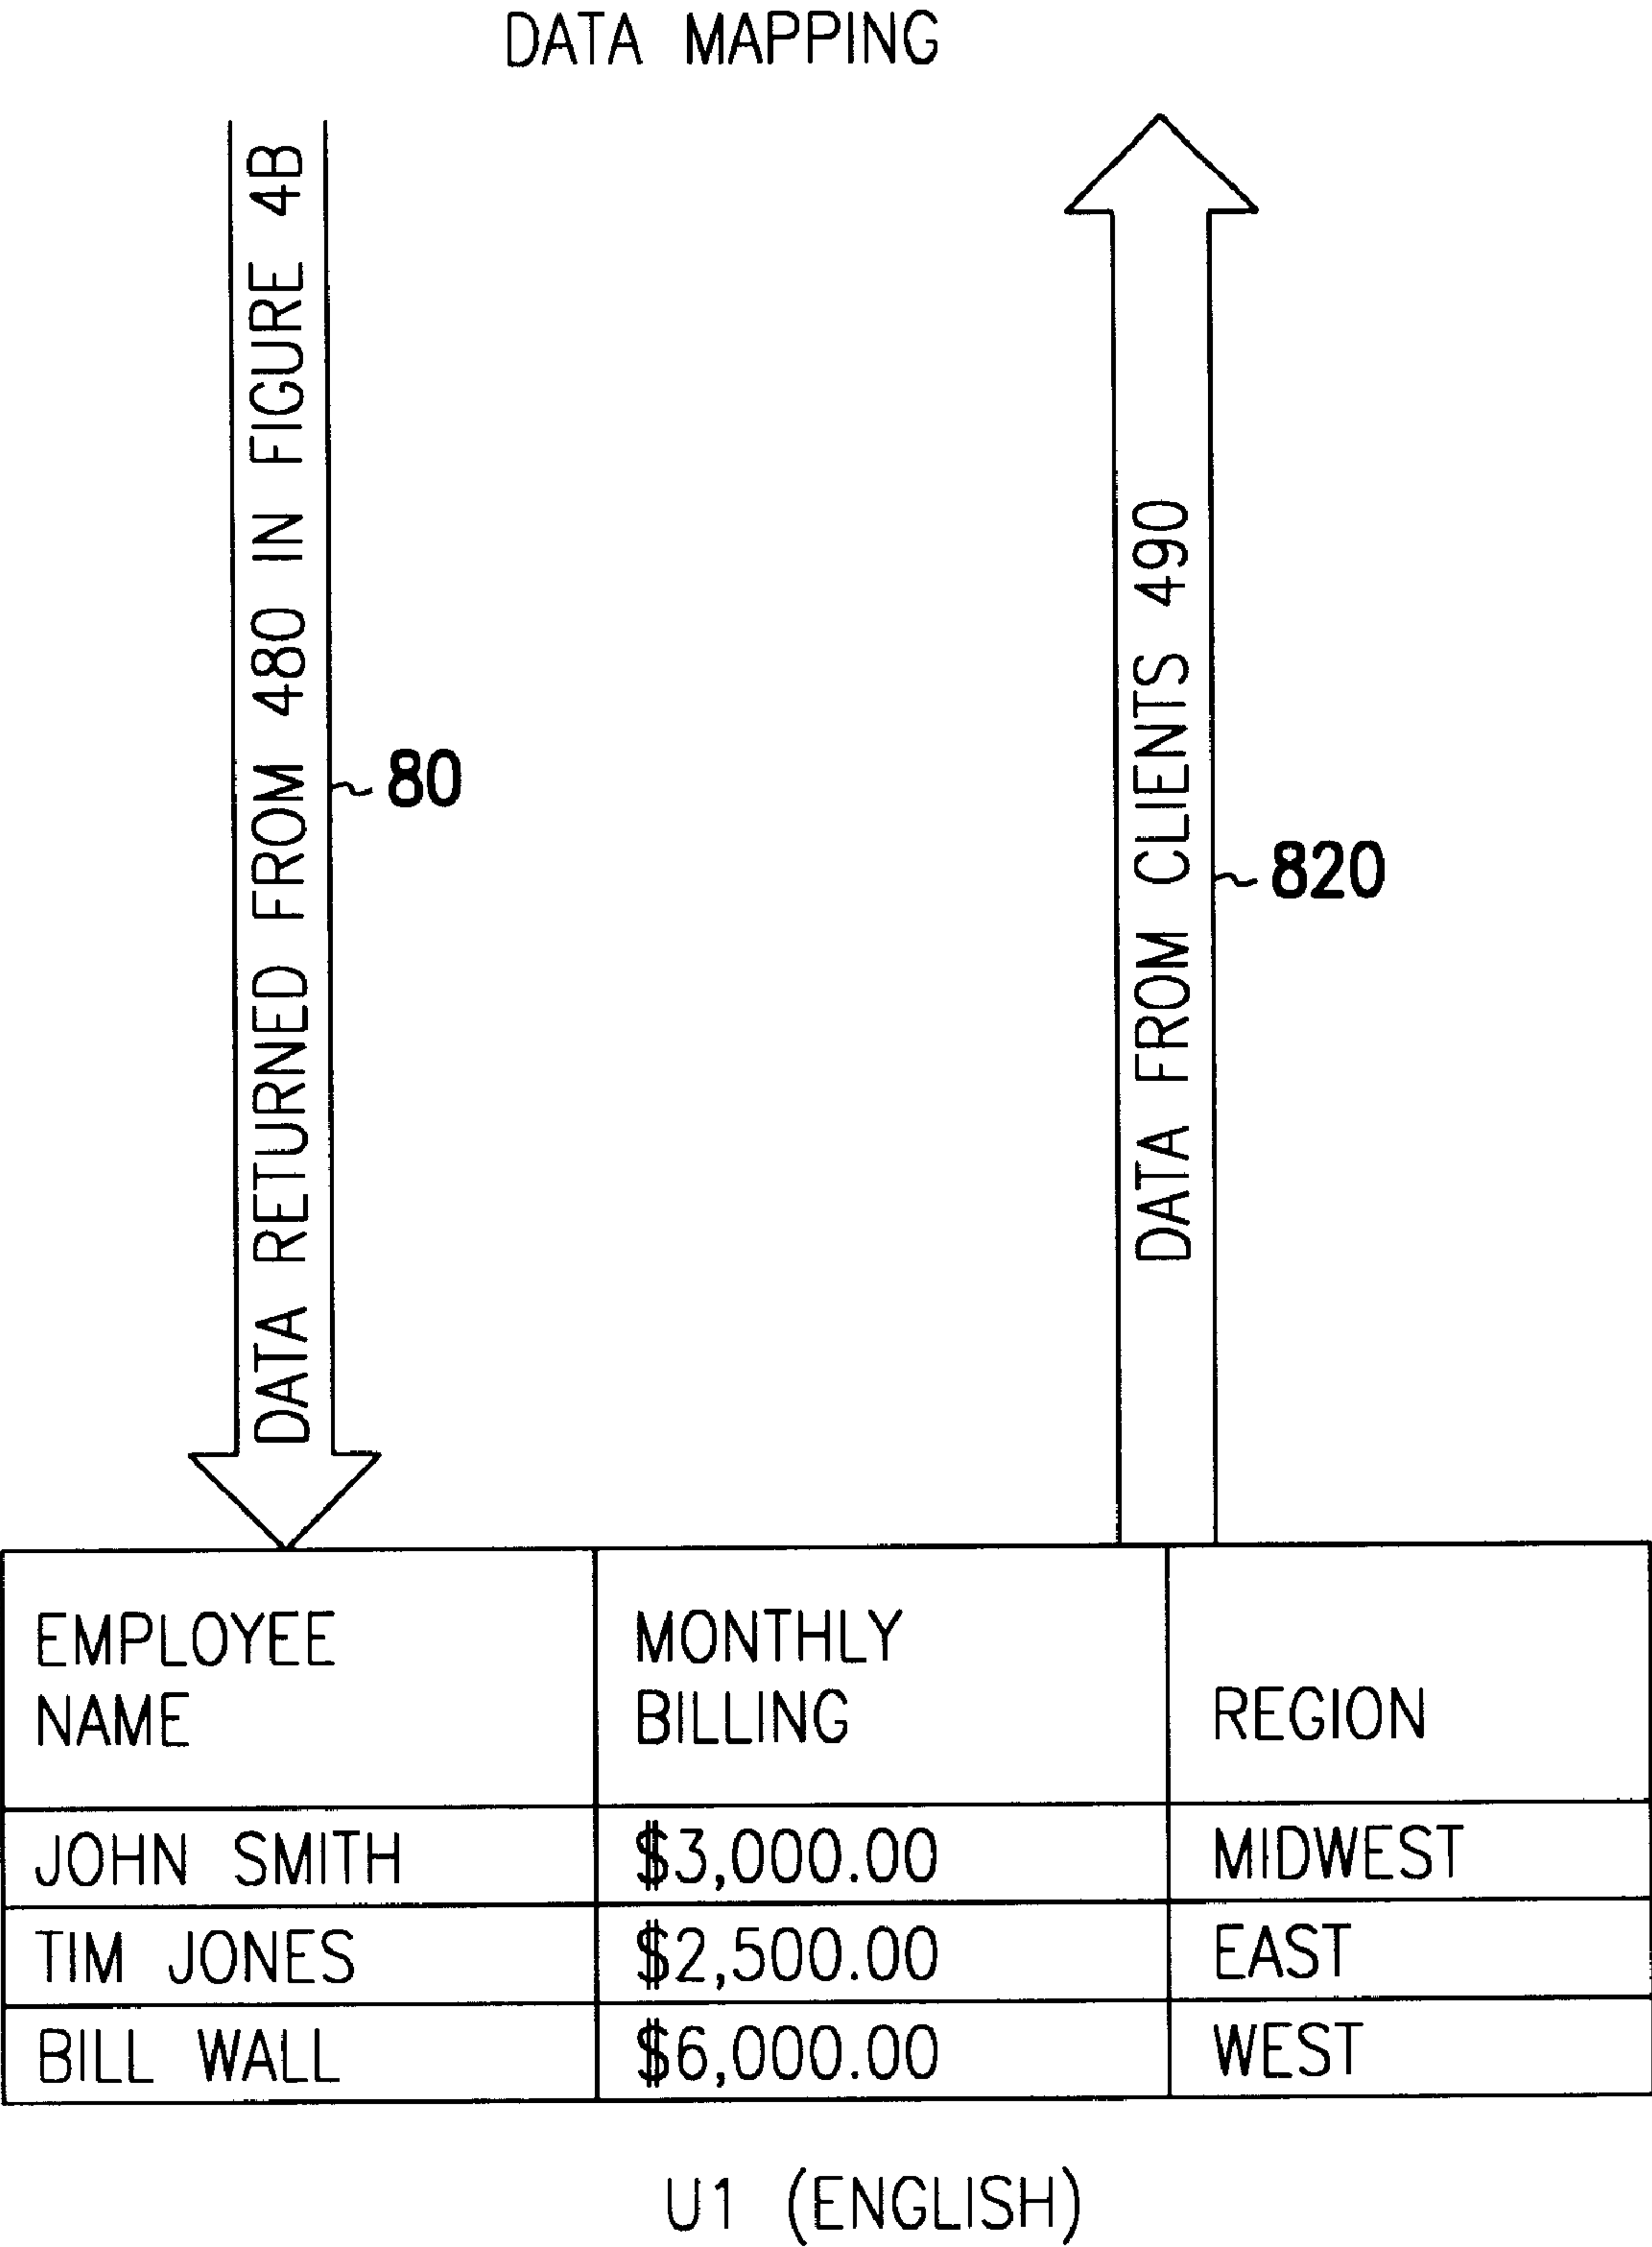 DATA MAPPING
DATA RETURNED FROM 480 IN FIGURE 4B
80
DATA FROM CLIENTS 490
820
EMPLOYEE NAME
MONTHLY BILLING
REGION
JOHN SMITH $3,000.00 MIDWEST
TIM JONES $2,500.00 EAST
BILL WALL $6,000.00 WEST
U1 (ENGLISH)